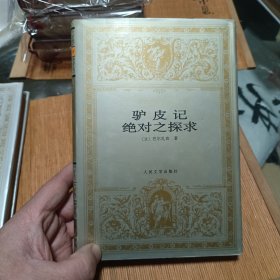 驴皮记
绝对之探求
〔法〕巴尔扎克 著
人民文学出版社